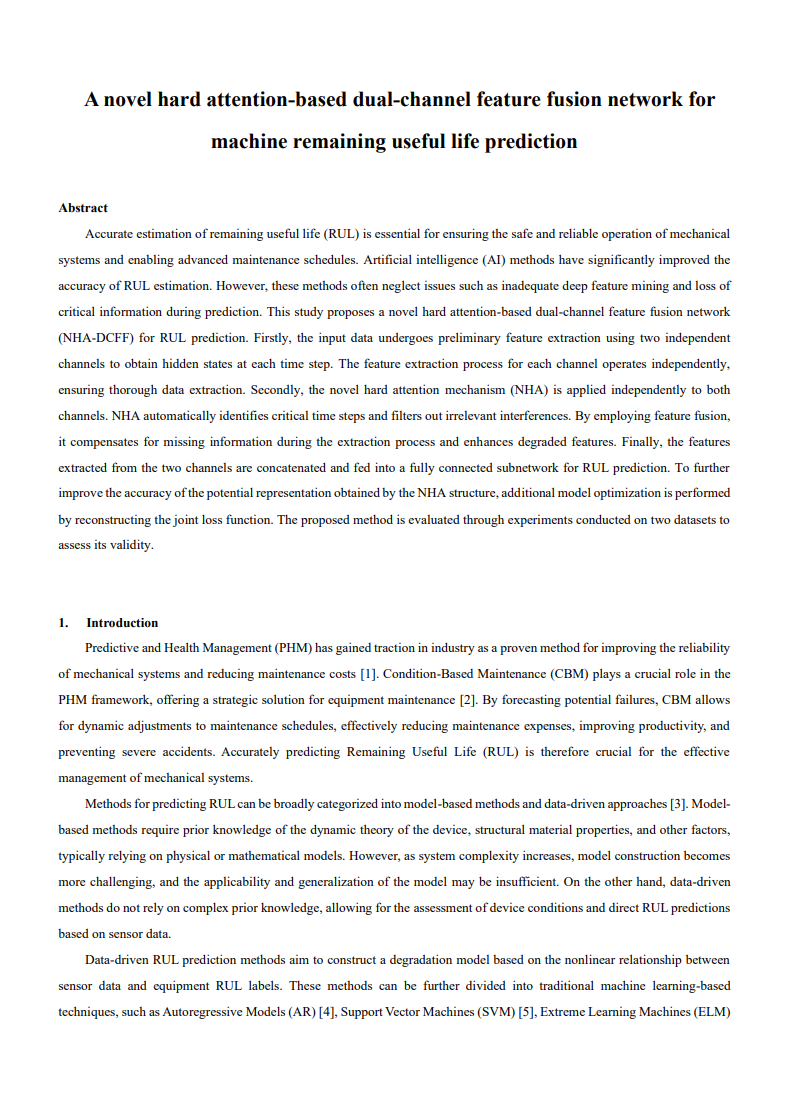 A novel hard attention-based dual-channel feature fusion network for
machine remaining useful life prediction
Abstract
Accurate estimation of remaining useful life (RUL) is essential for ensuring the safe and reliable operation of mechanical
systems and enabling advanced maintenance schedules. Artificial intelligence (AI) methods have significantly improved the
accuracy of RUL estimation. However, these methods often neglect issues such as inadequate deep feature mining and loss of
critical information during prediction. This study proposes a novel hard attention-based dual-channel feature fusion network
(NHA-DCFF) for RUL prediction. Firstly, the input data undergoes preliminary feature extraction using two independent
channels to obtain hidden states at each time step. The feature extraction process for each channel operates independently,
ensuring thorough data extraction. Secondly, the novel hard attention mechanism (NHA) is applied independently to both
channels. NHA automatically identifies critical time steps and filters out irrelevant interferences. By employing feature fusion,
it compensates for missing information during the extraction process and enhances degraded features. Finally, the features
extracted from the two channels are concatenated and fed into a fully connected subnetwork for RUL prediction. To further
improve the accuracy of the potential representation obtained by the NHA structure, additional model optimization is performed
by reconstructing the joint loss function. The proposed method is evaluated through experiments conducted on two datasets to
assess its validity.
1. Introduction
Predictive and Health Management (PHM) has gained traction in industry as a proven method for improving the reliability
of mechanical systems and reducing maintenance costs [1]. Condition-Based Maintenance (CBM) plays a crucial role in the
PHM framework, offering a strategic solution for equipment maintenance [2]. By forecasting potential failures, CBM allows
for dynamic adjustments to maintenance schedules, effectively reducing maintenance expenses, improving productivity, and
preventing severe accidents. Accurately predicting Remaining Useful Life (RUL) is therefore crucial for the effective
management of mechanical systems.
Methods for predicting RUL can be broadly categorized into model-based methods and data-driven approaches [3]. Model-
based methods require prior knowledge of the dynamic theory of the device, structural material properties, and other factors,
typically relying on physical or mathematical models. However, as system complexity increases, model construction becomes
more challenging, and the applicability and generalization of the model may be insufficient. On the other hand, data-driven
methods do not rely on complex prior knowledge, allowing for the assessment of device conditions and direct RUL predictions
based on sensor data.
Data-driven RUL prediction methods aim to construct a degradation model based on the nonlinear relationship between
sensor data and equipment RUL labels. These methods can be further divided into traditional machine learning-based
techniques, such as Autoregressive Models (AR) [4], Support Vector Machines (SVM) [5], Extreme Learning Machines (ELM)